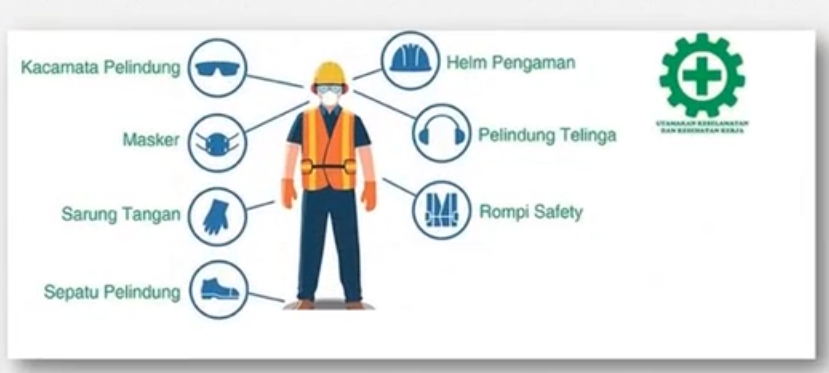 Kacamata Pelindung
Masker
Sarung Tangan
Sepatu Pelindung
Helm Pengaman
Pelindung Telinga
Rompi Safety
UTAMAKAN KESELAMATAN
DAN KESEHATAN KERJA